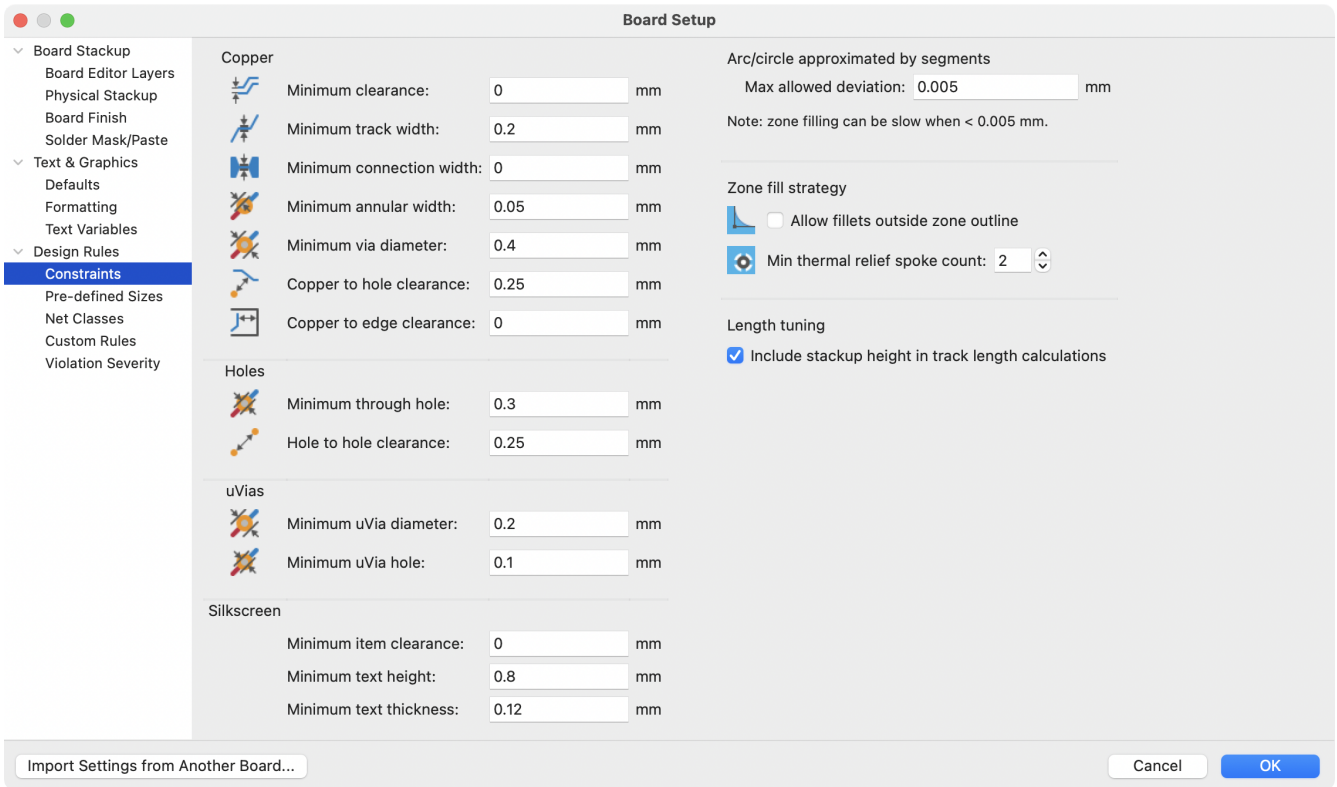 Board Setup
Board Stackup
Board Editor Layers
Physical Stackup
Board Finish
Solder Mask/Paste
Text & Graphics
Defaults
Formatting
Text Variables
Design Rules
Constraints
Pre-defined Sizes
Net Classes
Custom Rules
Violation Severity
Copper
Minimum clearance: 0 mm
Minimum track width: 0.2 mm
Minimum connection width: 0 mm
Minimum annular width: 0.05 mm
Minimum via diameter: 0.4 mm
Copper to hole clearance: 0.25 mm
Copper to edge clearance: 0 mm
Holes
Minimum through hole: 0.3 mm
Hole to hole clearance: 0.25 mm
uVias
Minimum uVia diameter: 0.2 mm
Minimum uVia hole: 0.1 mm
Silkscreen
Minimum item clearance: 0 mm
Minimum text height: 0.8 mm
Minimum text thickness: 0.12 mm
Arc/circle approximated by segments
Max allowed deviation: 0.005 mm
Note: zone filling can be slow when < 0.005 mm.
Zone fill strategy
Allow fillets outside zone outline
Min thermal relief spoke count: 2
Length tuning
Include stackup height in track length calculations
Import Settings from Another Board...
Cancel
OK